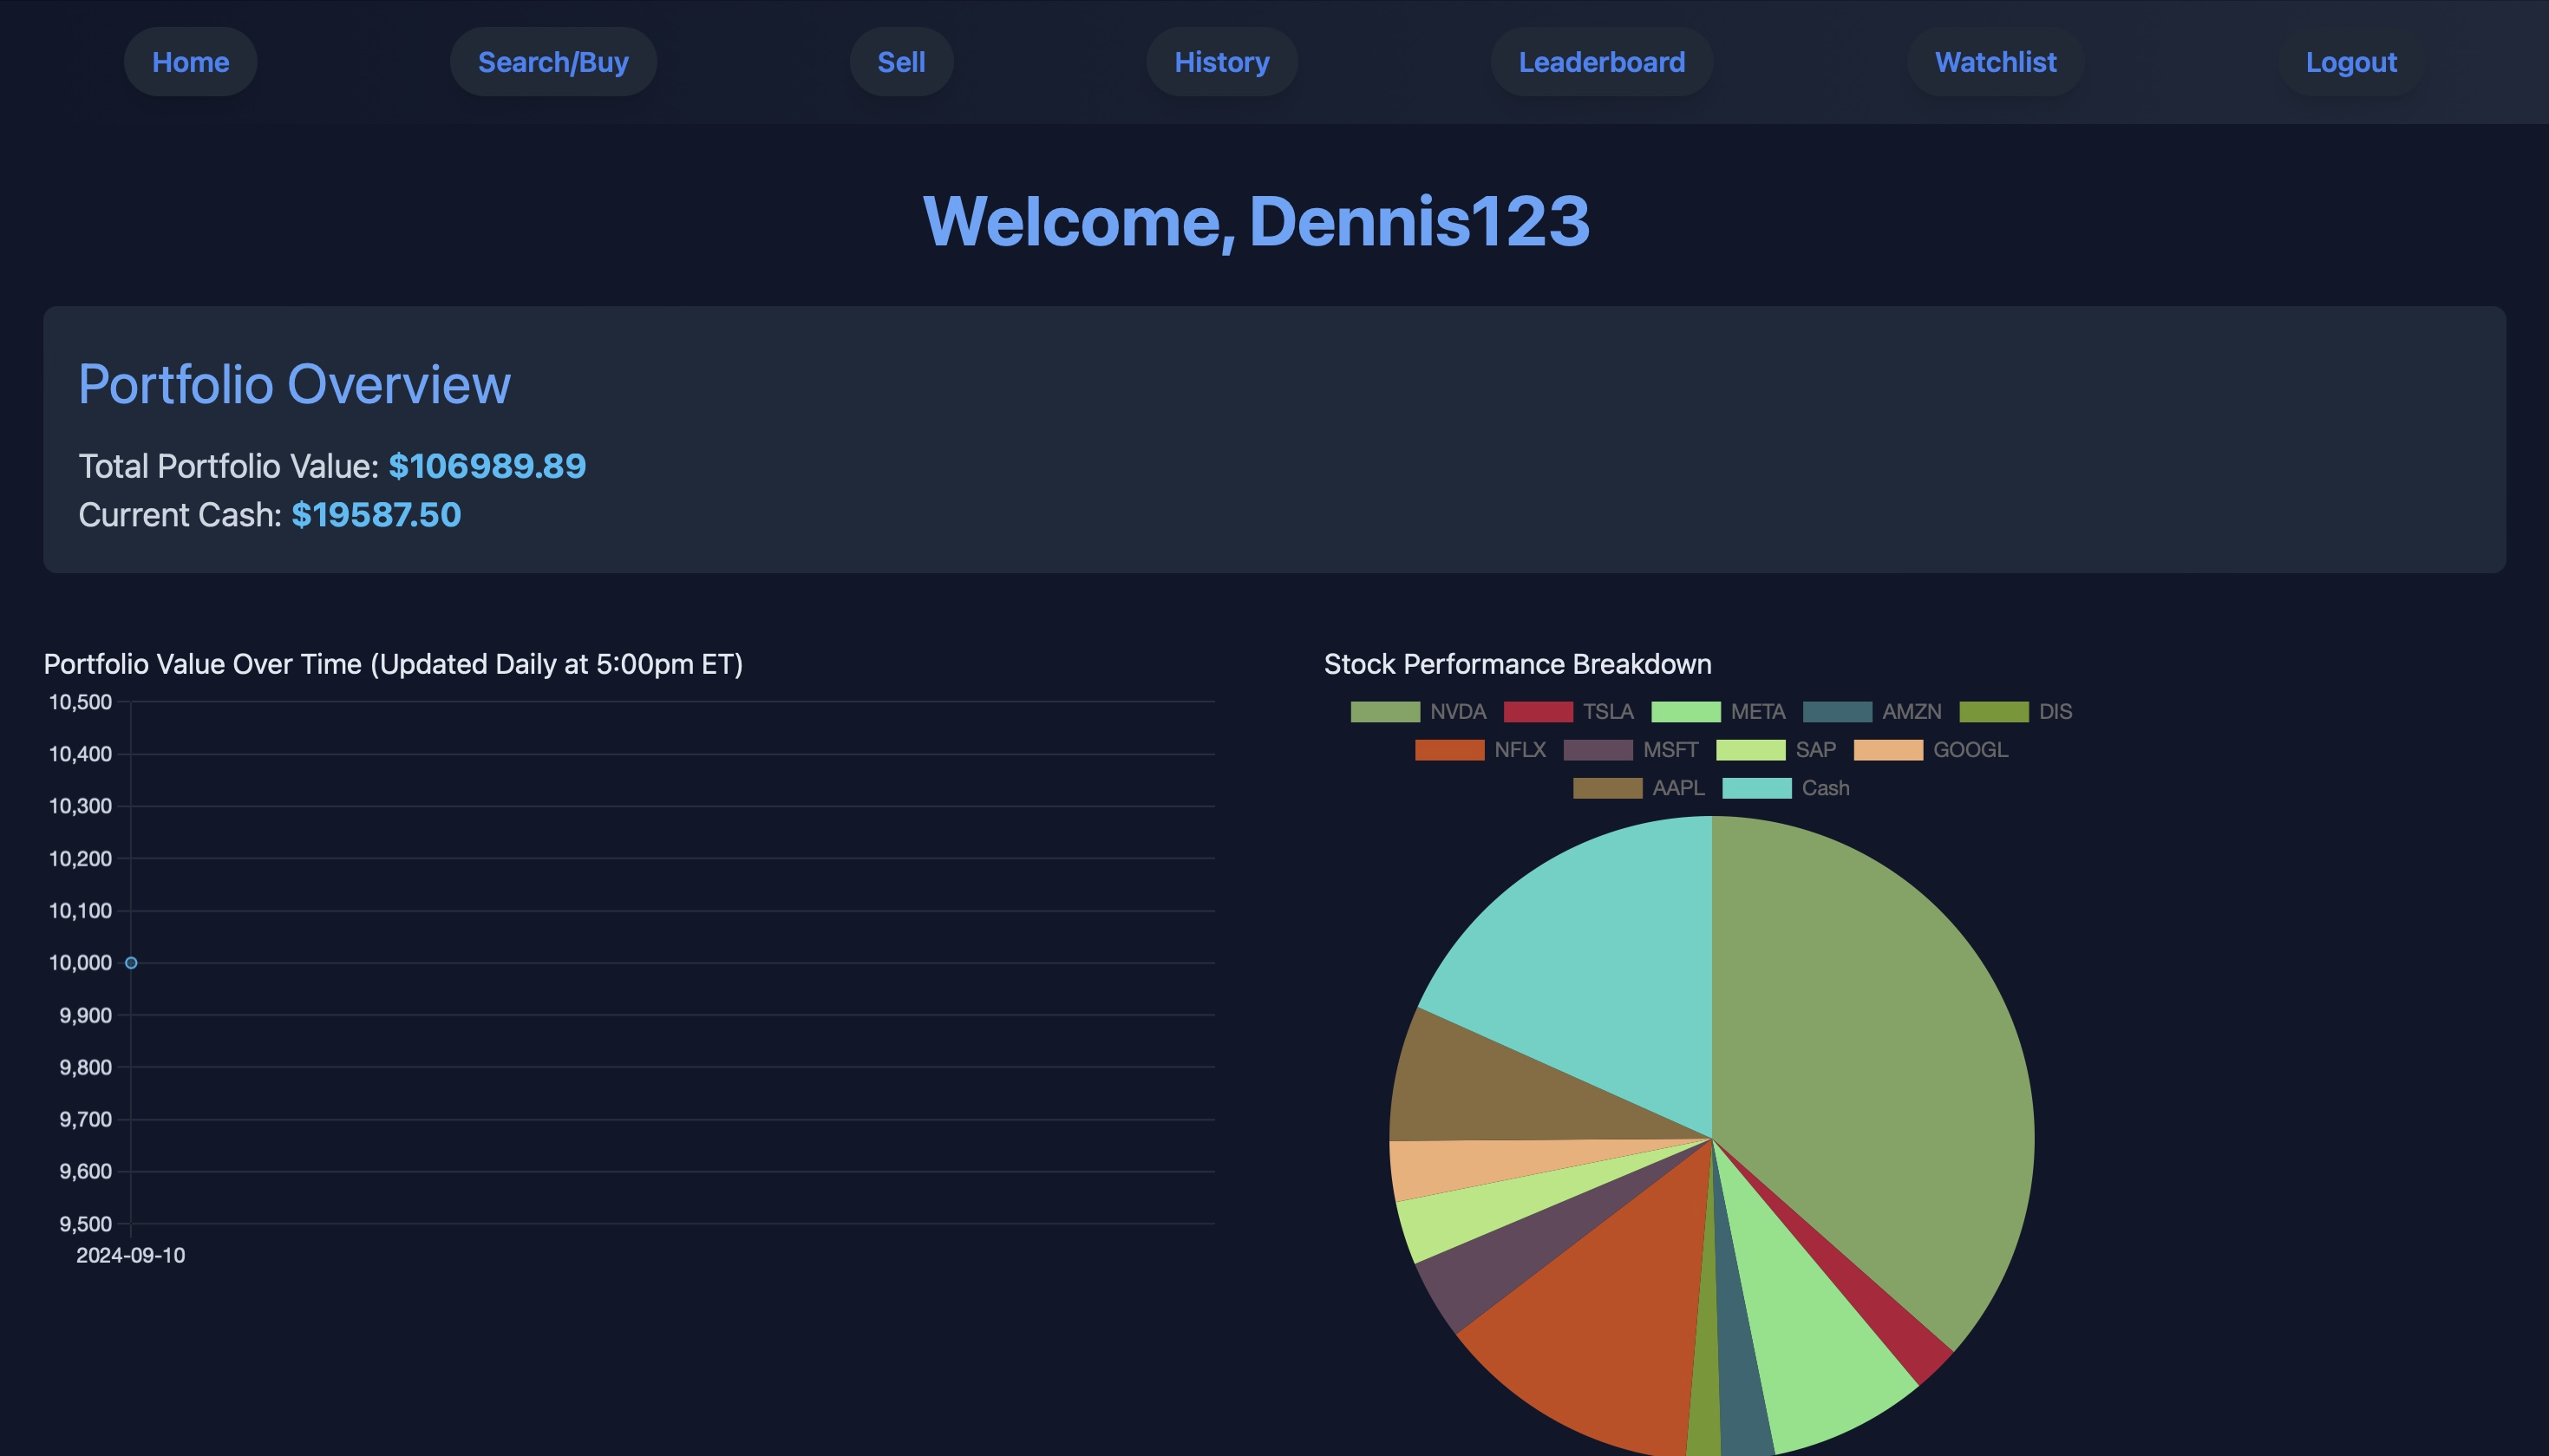 Home Search/Buy Sell History Leaderboard Watchlist Logout
Welcome, Dennis123
Portfolio Overview
Total Portfolio Value: $106989.89
Current Cash: $19587.50
Portfolio Value Over Time (Updated Daily at 5:00pm ET)
10,500
10,400
10,300
10,200
10,100
10,000
9,900
9,800
9,700
9,600
9,500
2024-09-10
Stock Performance Breakdown
NVDA TSLA META AMZN DIS
NFLX MSFT SAP GOOGL
AAPL Cash